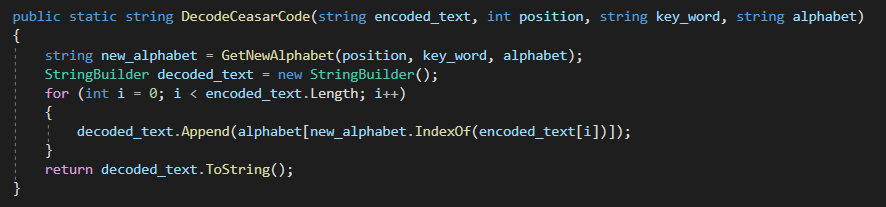 public static string DecodeCeasarCode(string encoded_text, int position, string key_word, string alphabet)
{
    string new_alphabet = GetNewAlphabet(position, key_word, alphabet);
    StringBuilder decoded_text = new StringBuilder();
    for (int i = 0; i < encoded_text.Length; i++)
    {
        decoded_text.Append(alphabet[new_alphabet.IndexOf(encoded_text[i])]);
    }
    return decoded_text.ToString();
}